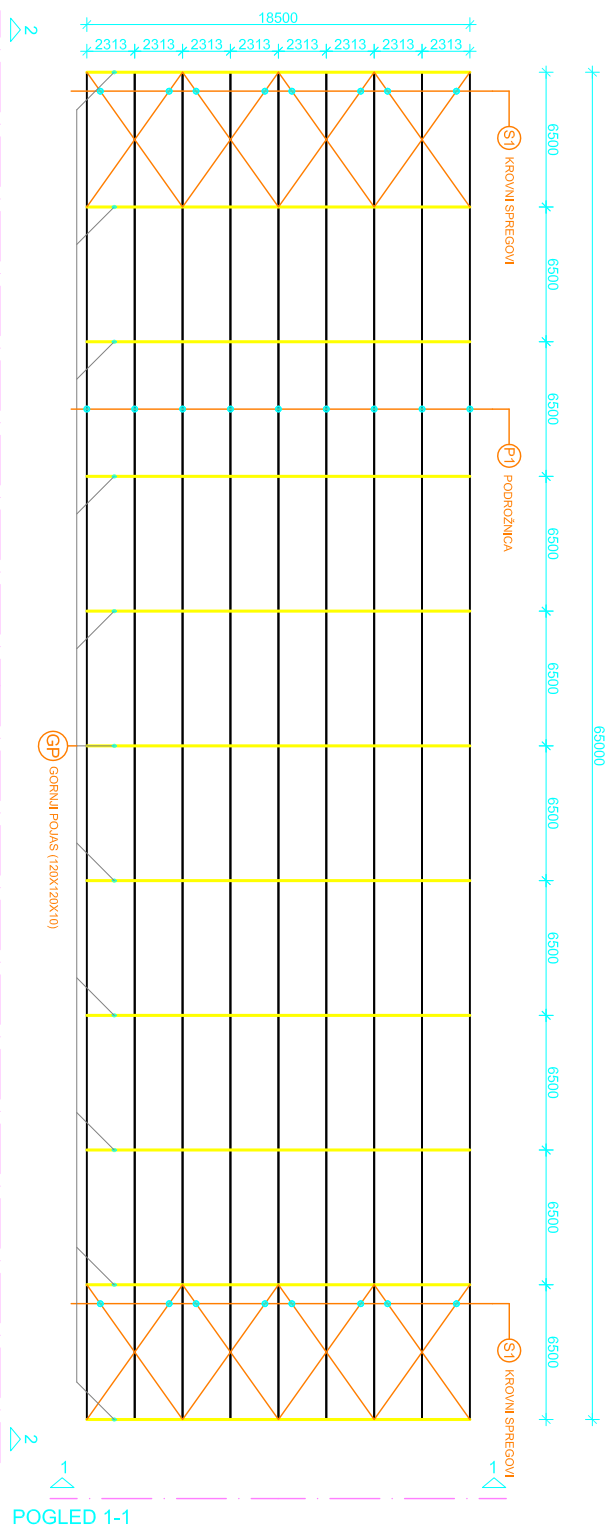 18500
2313 2313 2313 2313 2313 2313 2313 2313
2
S1 KROVNI SPREGOVI
6500
6500
6500
P1 PODROŽNICA
6500
6500
65000
GP GORNJI POJAS (120X120X10)
6500
6500
6500
6500
6500
S1 KROVNI SPREGOVI
2
1 1
POGLED 1-1